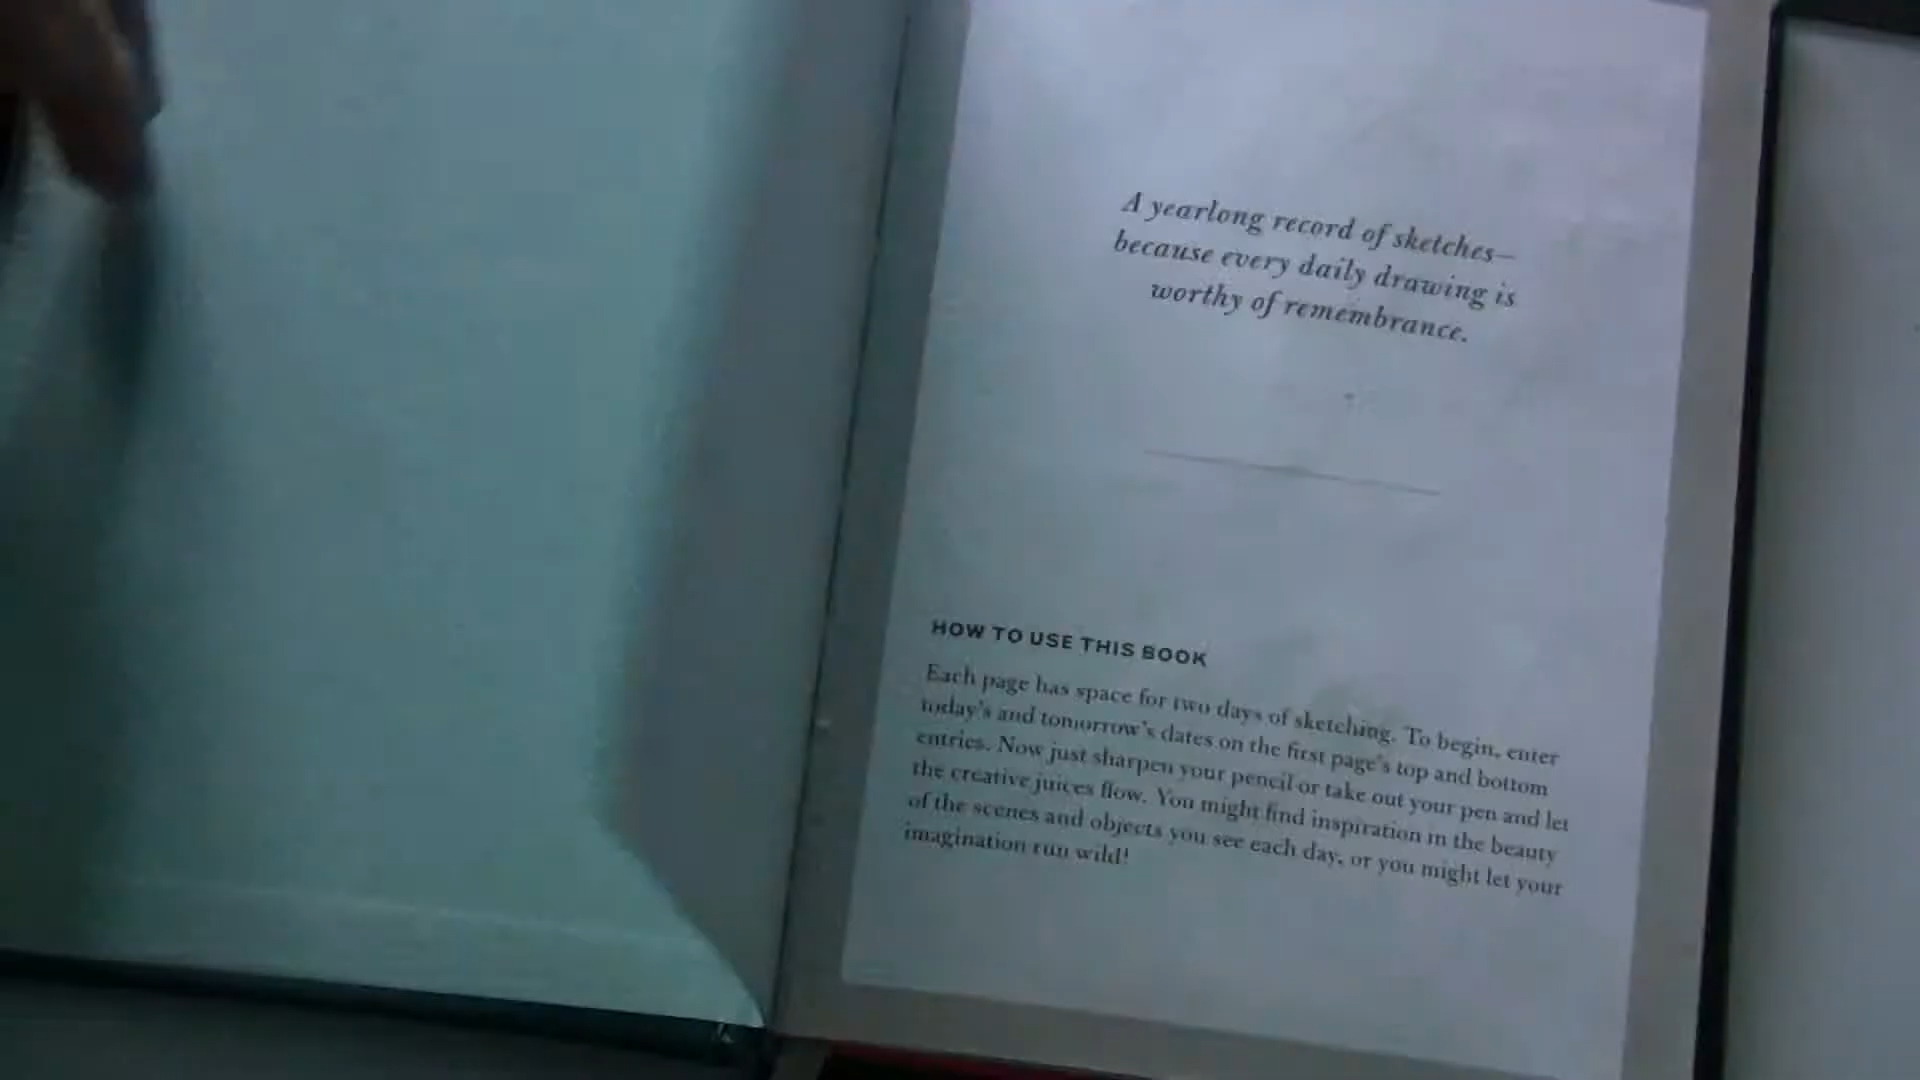 A yearlong record of sketches—
because every daily drawing is
worthy of remembrance.
HOW TO USE THIS BOOK
Each page has space for two days of sketching. To begin, enter
today's and tomorrow's dates on the first page's top and bottom
entries. Now just sharpen your pencil or take out your pen and let
the creative juices flow. You might find inspiration in the beauty
of the scenes and objects you see each day, or you might let your
imagination run wild!